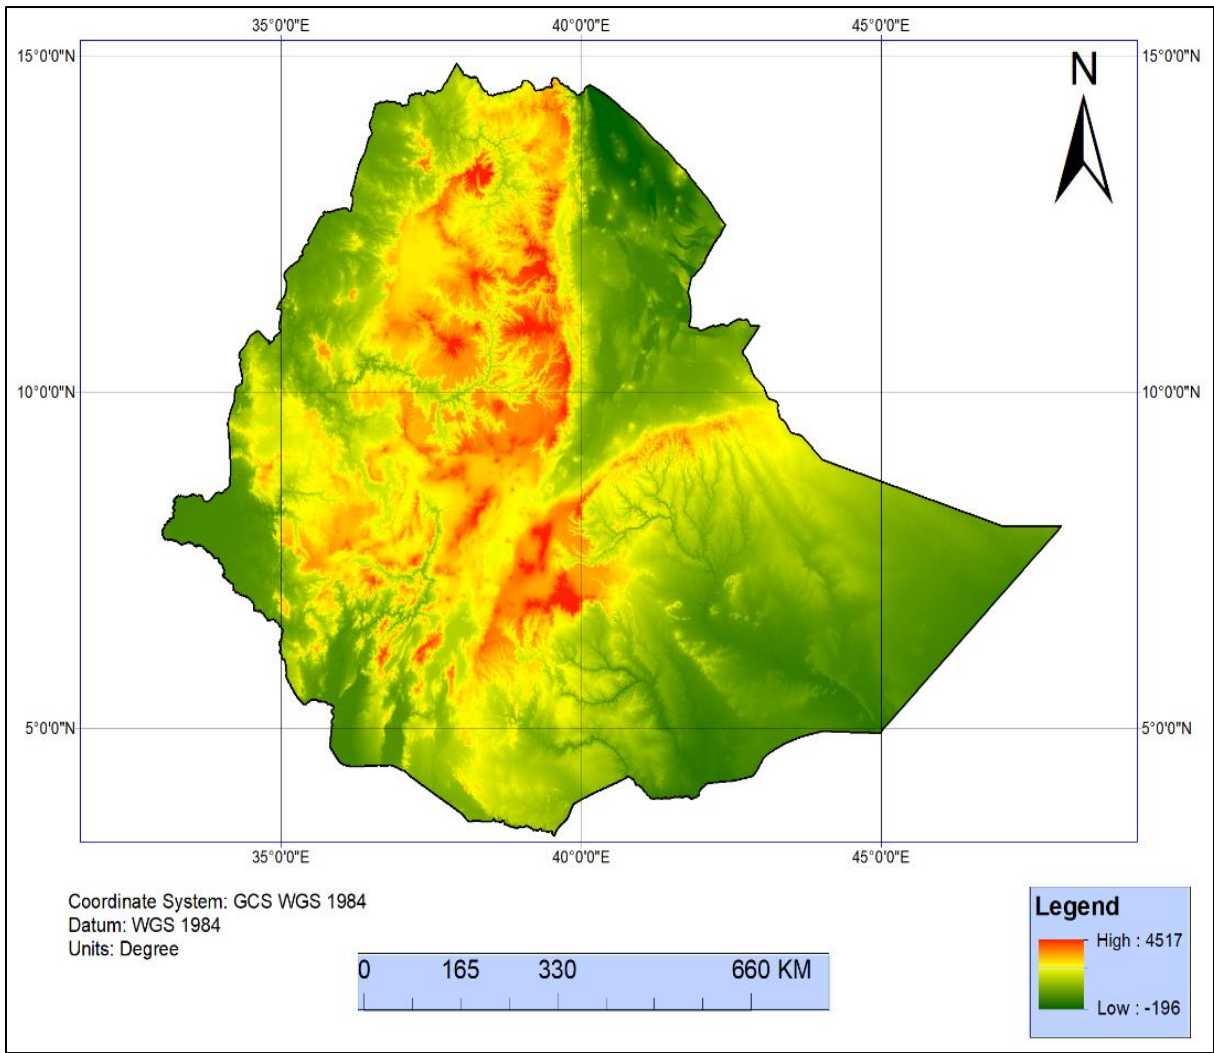 35°0'0"E 40°0'0"E 45°0'0"E
15°0'0"N 15°0'0"N
N
10°0'0"N 10°0'0"N
5°0'0"N 5°0'0"N
35°0'0"E 40°0'0"E 45°0'0"E
Coordinate System: GCS WGS 1984
Datum: WGS 1984
Units: Degree
0 165 330 660 KM
Legend
High : 4517
Low : -196